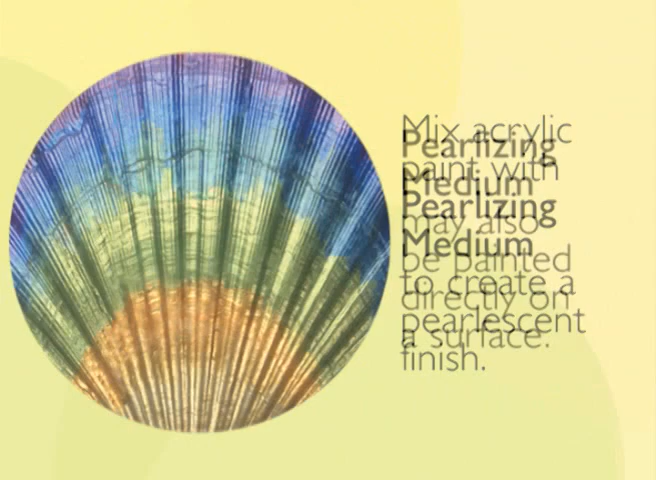 Mix acrylic
paint with
Pearlizing
Medium
to create a
pearlescent
finish.
Pearlizing
Medium
may also
be painted
directly on
a surface.